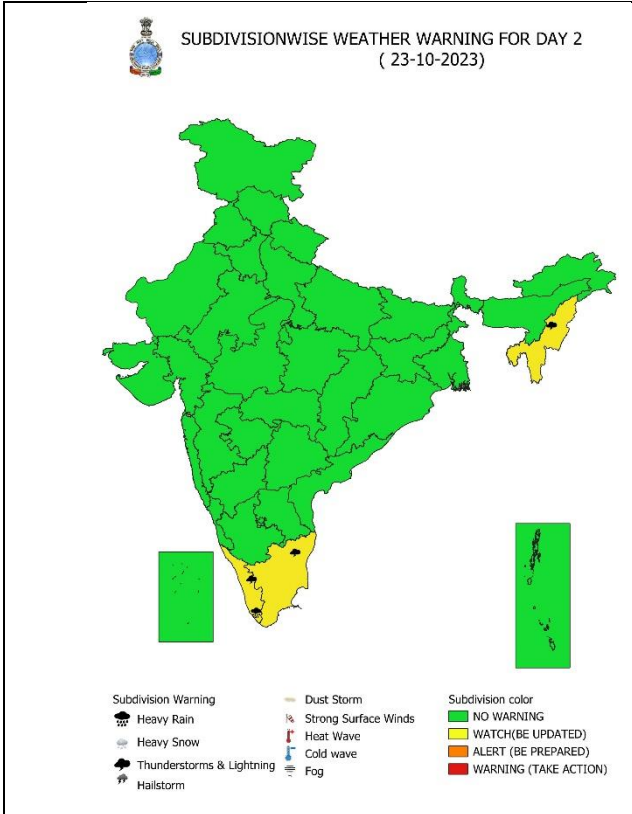 SUBDIVISIONWISE WEATHER WARNING FOR DAY 2
( 23-10-2023)
Subdivision Warning
Heavy Rain
Heavy Snow
Thunderstorms & Lightning
Hailstorm
Dust Storm
Strong Surface Winds
Heat Wave
Cold wave
Fog
Subdivision color
NO WARNING
WATCH(BE UPDATED)
ALERT (BE PREPARED)
WARNING (TAKE ACTION)